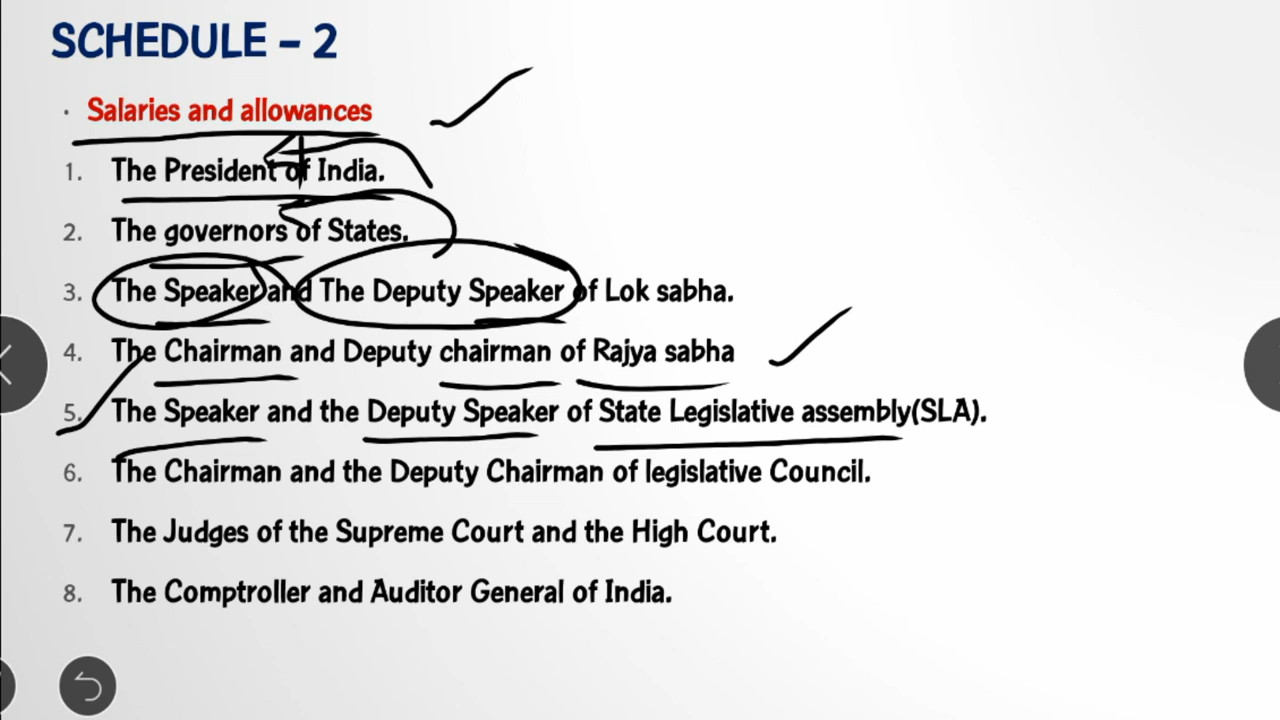 SCHEDULE – 2
· Salaries and allowances
1. The President of India.
2. The governors of States.
3. The Speaker and The Deputy Speaker of Lok sabha.
4. The Chairman and Deputy chairman of Rajya sabha
5. The Speaker and the Deputy Speaker of State Legislative assembly(SLA).
6. The Chairman and the Deputy Chairman of legislative Council.
7. The Judges of the Supreme Court and the High Court.
8. The Comptroller and Auditor General of India.